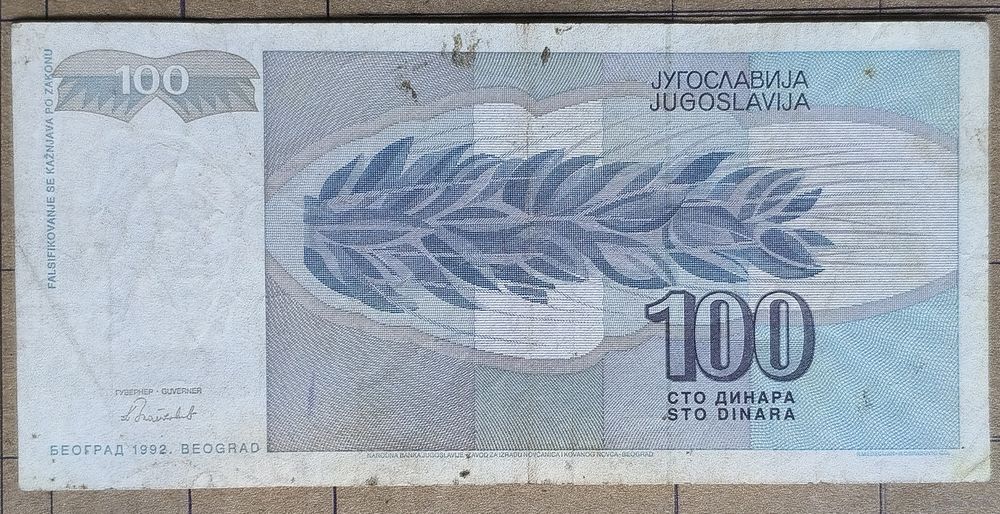 100
FALSIFIKOVANJE SE KAŽNJAVA PO ZAKONU
ЈУГОСЛАВИЈА
JUGOSLAVIJA
100
СТО ДИНАРА
STO DINARA
ГУВЕРНЕР - GUVERNER
БЕОГРАД 1992. BEOGRAD
NARODNA BANKA JUGOSLAVIJE - ZAVOD ZA IZRADU NOVČANICA I KOVANOG NOVCA - BEOGRAD